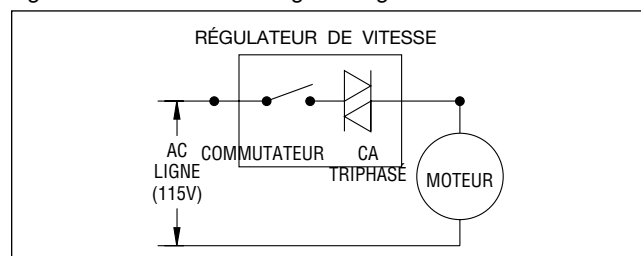 RÉGULATEUR DE VITESSE
AC COMMUTATEUR CA
LIGNE TRIPHASÉ
(115V) MOTEUR